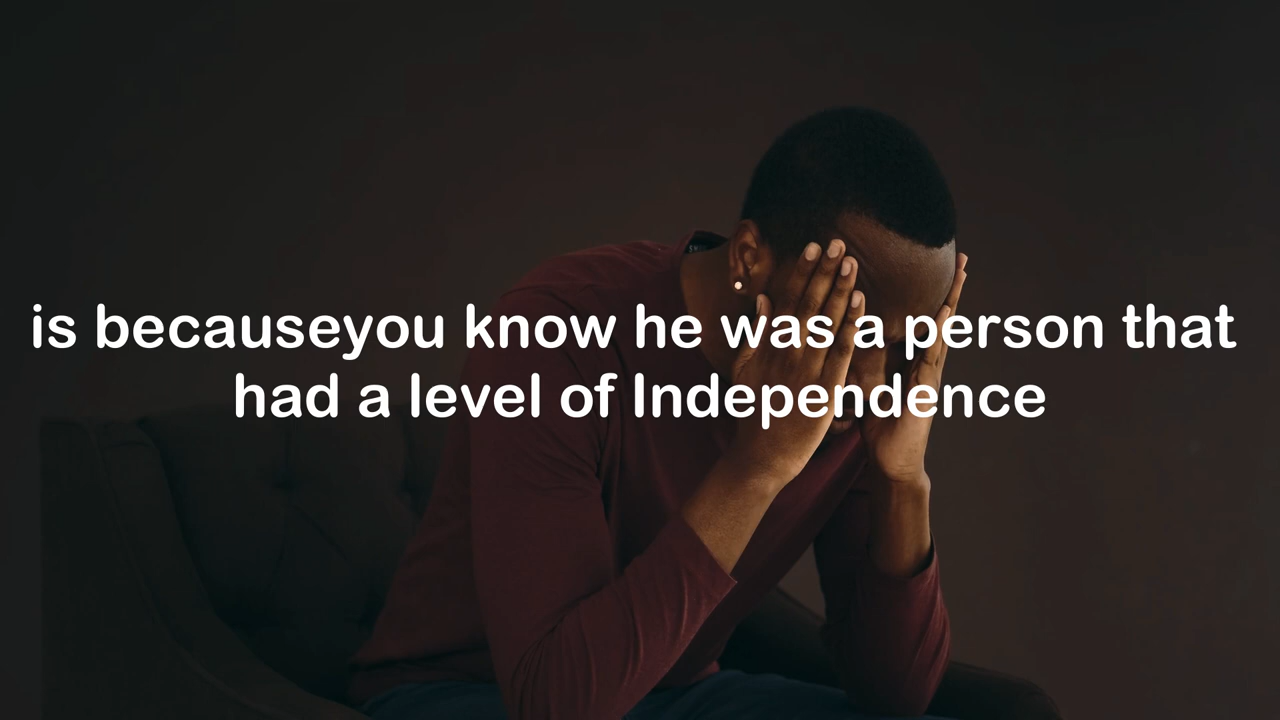 is becauseyou know he was a person that
had a level of Independence